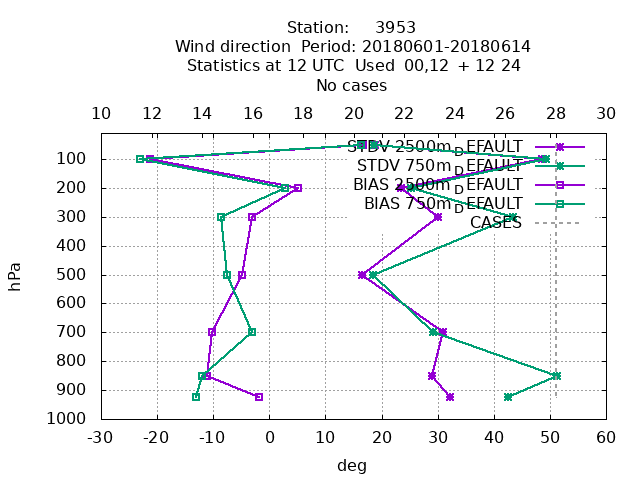 Station: 3953
Wind direction Period: 20180601-20180614
Statistics at 12 UTC Used 00,12 + 12 24
No cases
10 12 14 16 18 20 22 24 26 28 30
STDV 2500m_DEFAULT
STDV 750m_DEFAULT
BIAS 2500m_DEFAULT
BIAS 750m_DEFAULT
CASES
100
200
300
400
500
600
700
800
900
1000
hPa
-30 -20 -10 0 10 20 30 40 50 60
deg